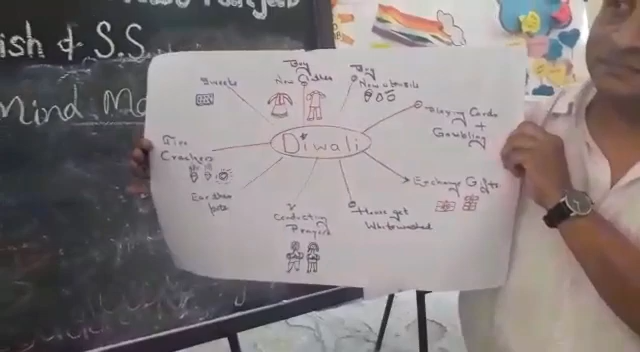 ish & S.S.
Mind Ma
Sweets
Buy
New Clothes
Buy
New utensils
Playing Cards
+
Gambling
Fire
Crackers
Diwali
Exchange Gifts
Earthen
pots
Conducting
Prayers
House get
Whitewashed